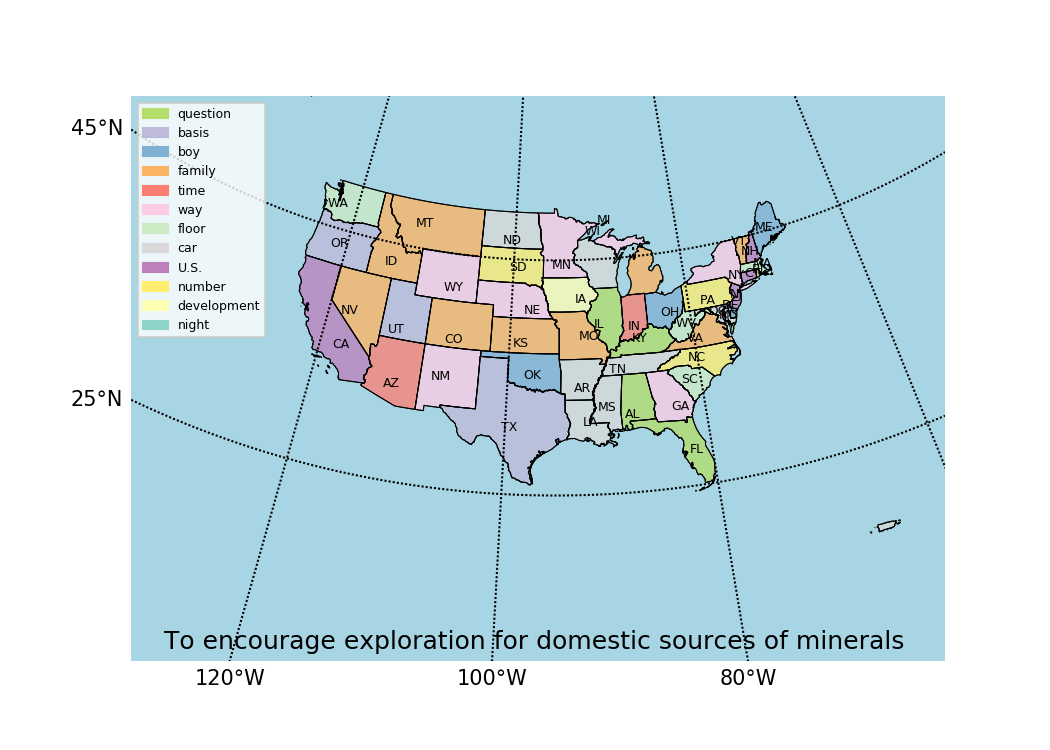 45°N
25°N
question
basis
boy
family
time
way
floor
car
U.S.
number
development
night
WA
MT
ND
MI
WI
ME
OR
ID
SD
MN
NH
MA
WY
NE
IA
NY
CT
PA
NV
UT
CO
KS
MO
IL
IN
OH
WV
VA
KY
CA
AZ
NM
OK
AR
TN
NC
SC
TX
LA
MS
AL
GA
FL
To encourage exploration for domestic sources of minerals
120°W
100°W
80°W